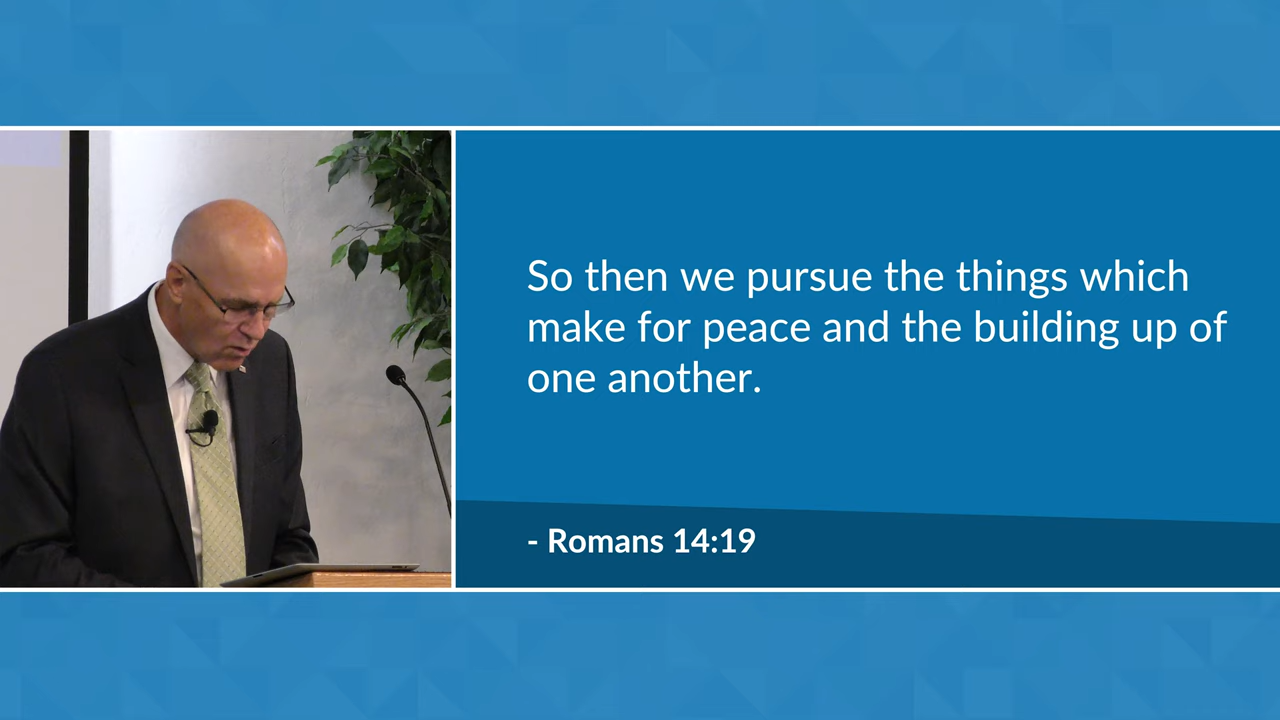 So then we pursue the things which
make for peace and the building up of
one another.
- Romans 14:19